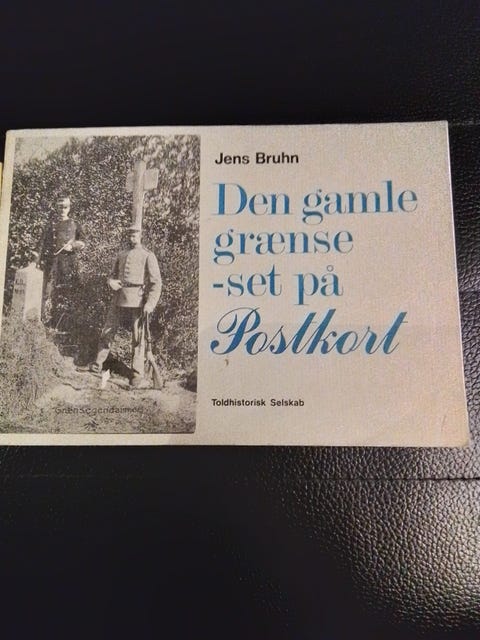 Jens Bruhn
Den gamle
grænse
-set på
Postkort
Toldhistorisk Selskab
Grænsegendarmer